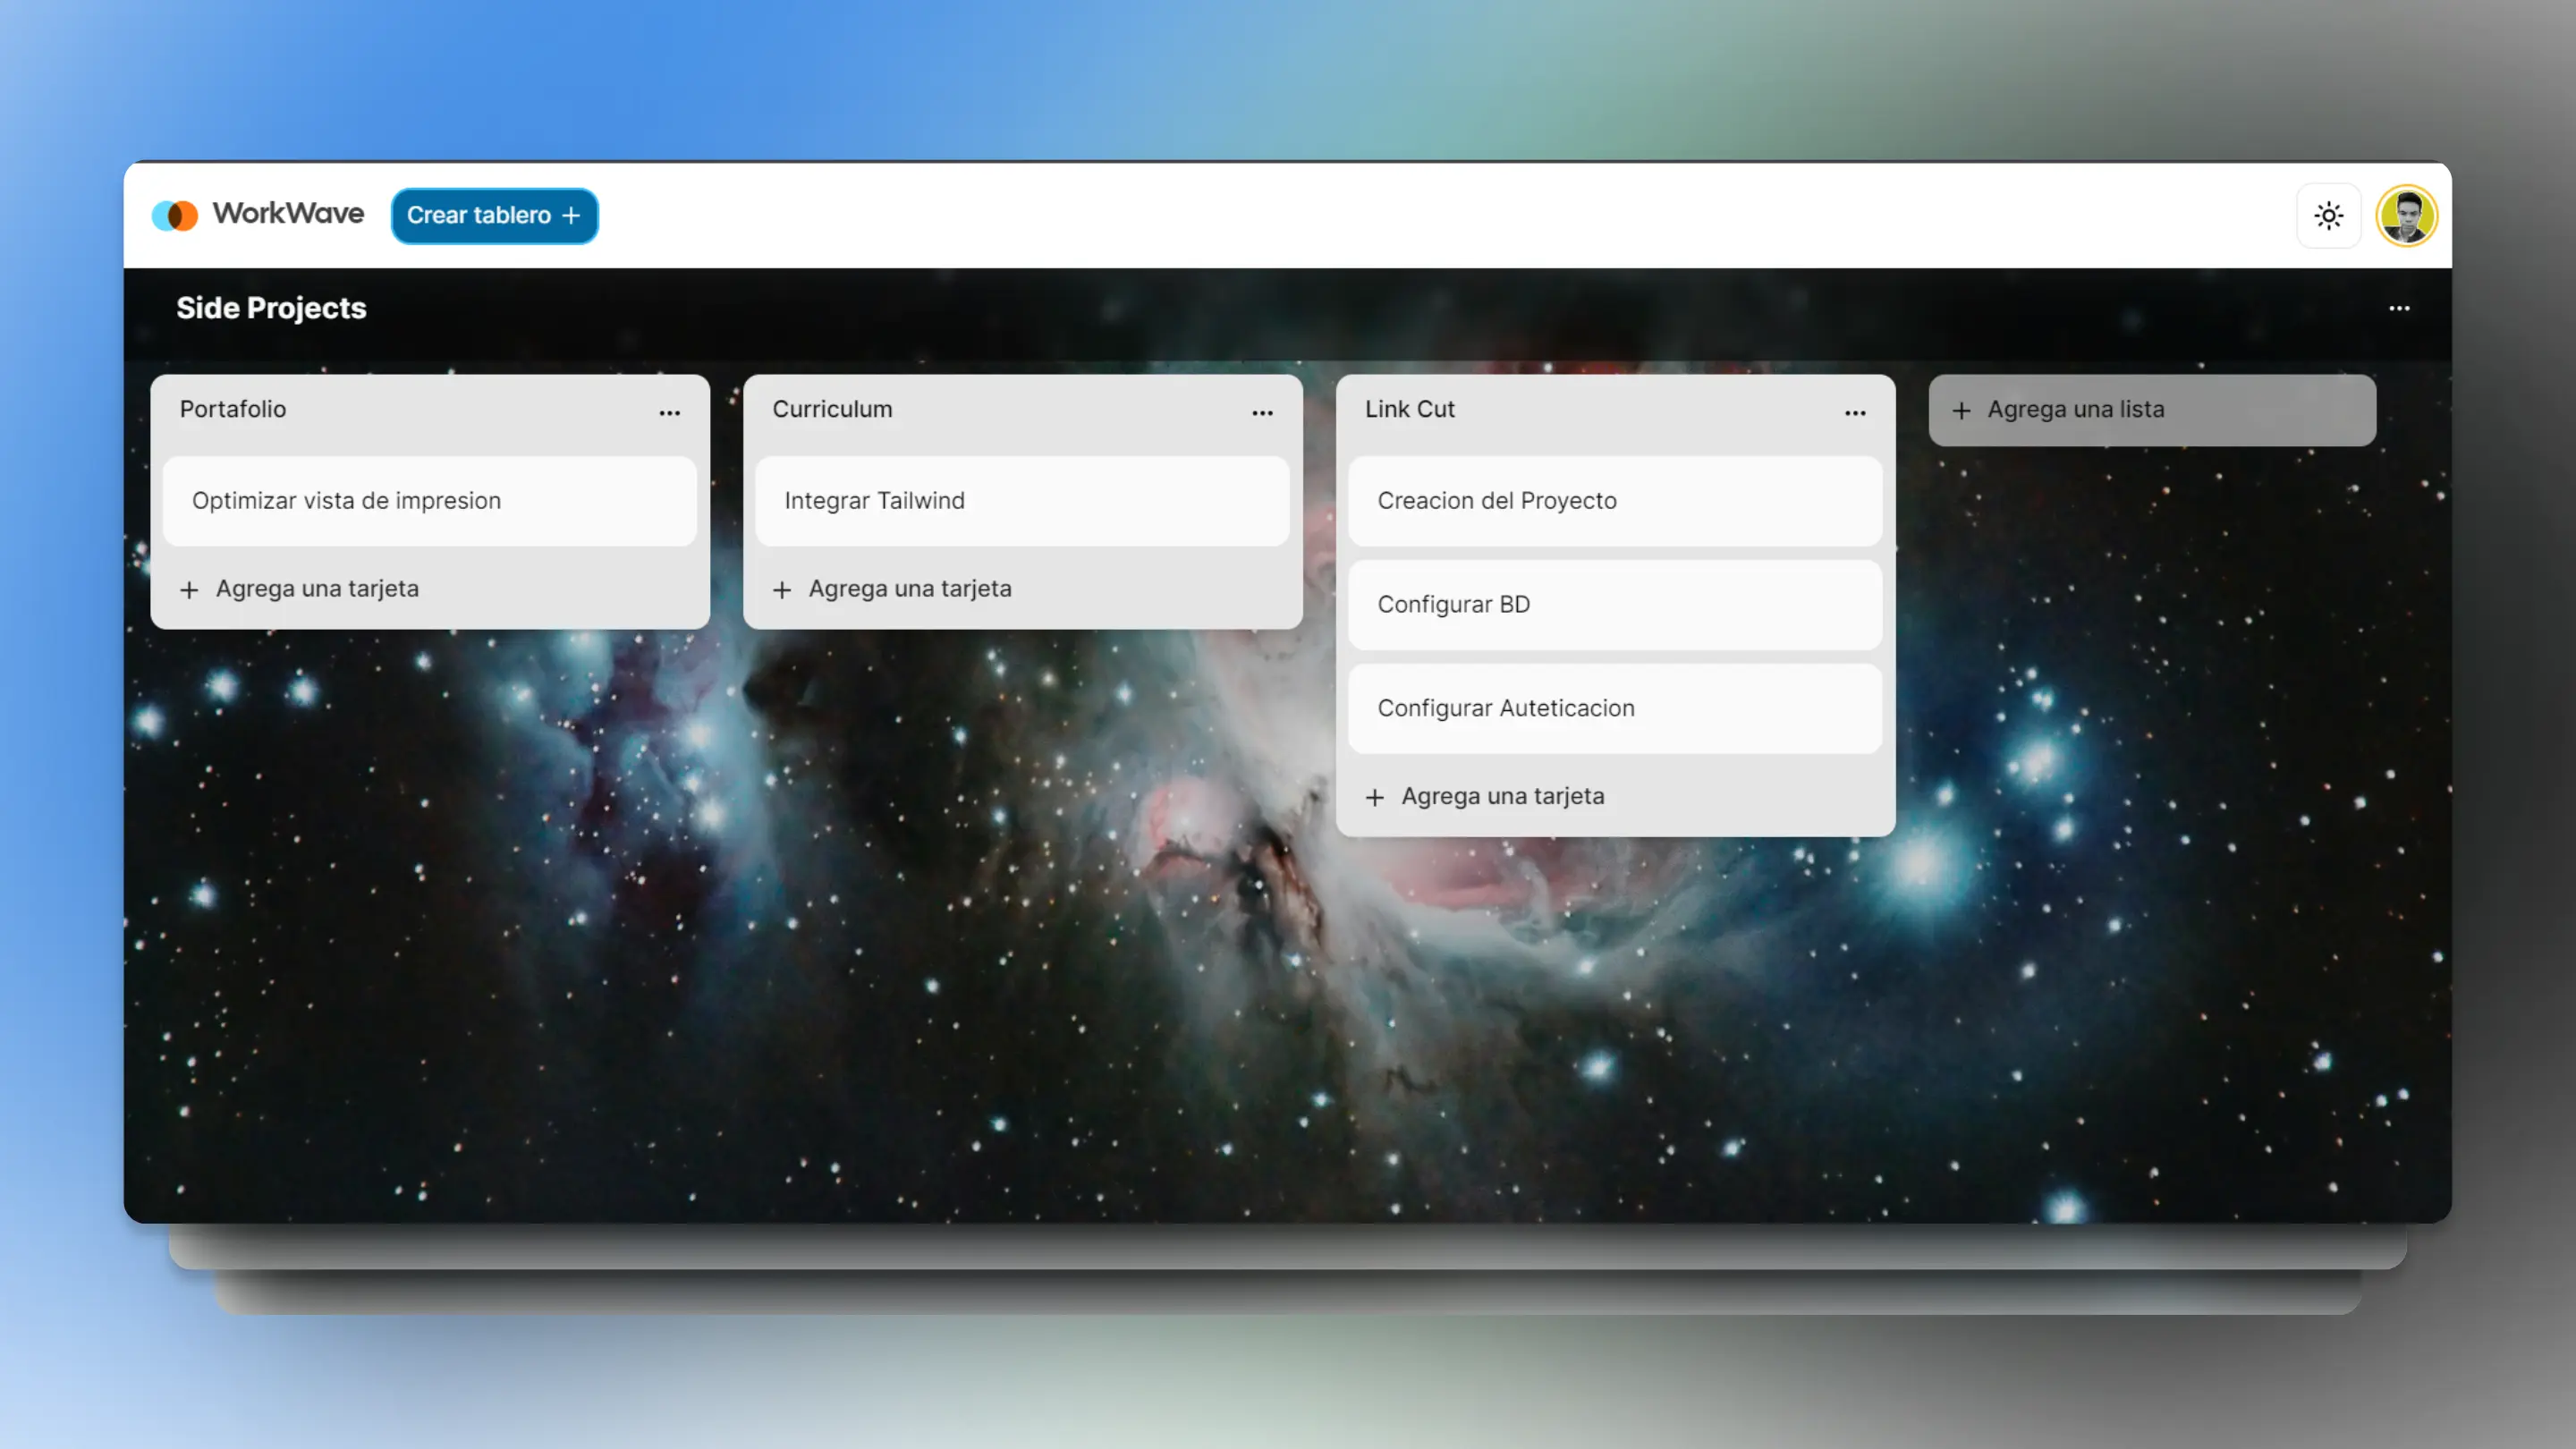 WorkWave
Crear tablero +
Side Projects
Portafolio
Optimizar vista de impresion
+ Agrega una tarjeta
Curriculum
Integrar Tailwind
+ Agrega una tarjeta
Link Cut
Creacion del Proyecto
Configurar BD
Configurar Auteticacion
+ Agrega una tarjeta
+ Agrega una lista